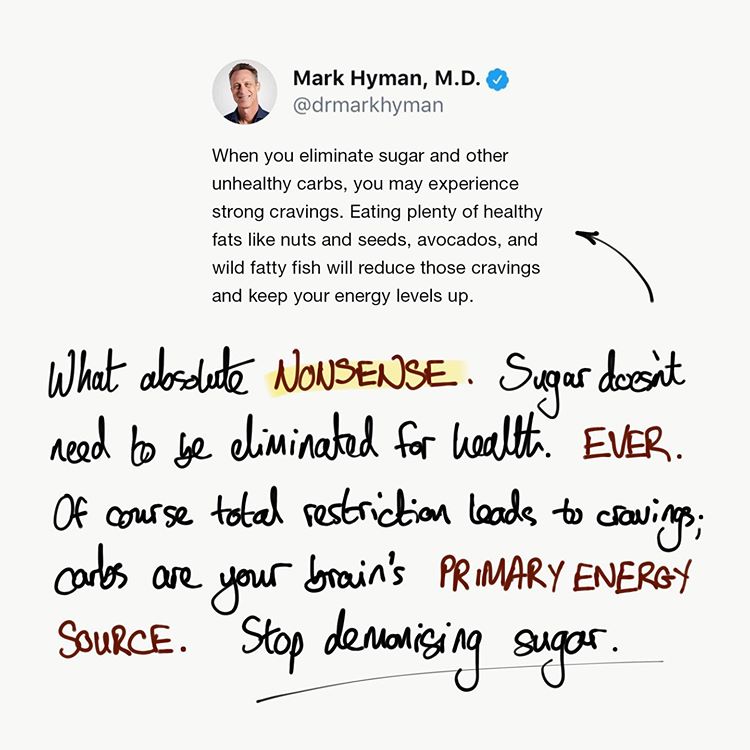 Mark Hyman, M.D.
@drmarkhyman
When you eliminate sugar and other
unhealthy carbs, you may experience
strong cravings. Eating plenty of healthy
fats like nuts and seeds, avocados, and
wild fatty fish will reduce those cravings
and keep your energy levels up.
What absolute NONSENSE. Sugar doesn't
need to be eliminated for health. EVER.
Of course total restriction leads to cravings;
carbs are your brain's PRIMARY ENERGY
SOURCE. Stop demonising sugar.